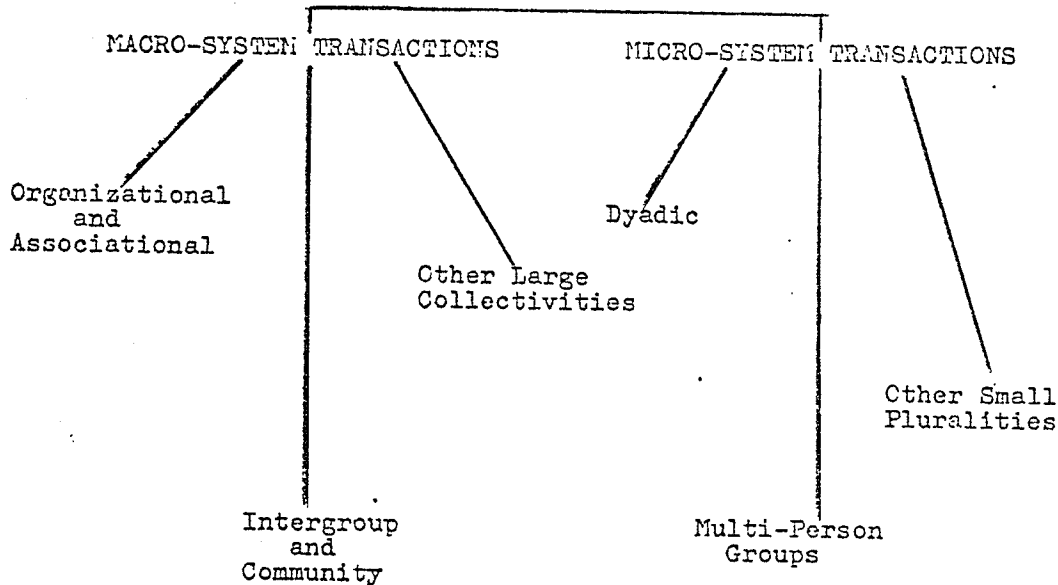 MACRO-SYSTEM TRANSACTIONS
MICRO-SYSTEM TRANSACTIONS
Organizational
and
Associational
Other Large
Collectivities
Dyadic
Other Small
Pluralities
Intergroup
and
Community
Multi-Person
Groups